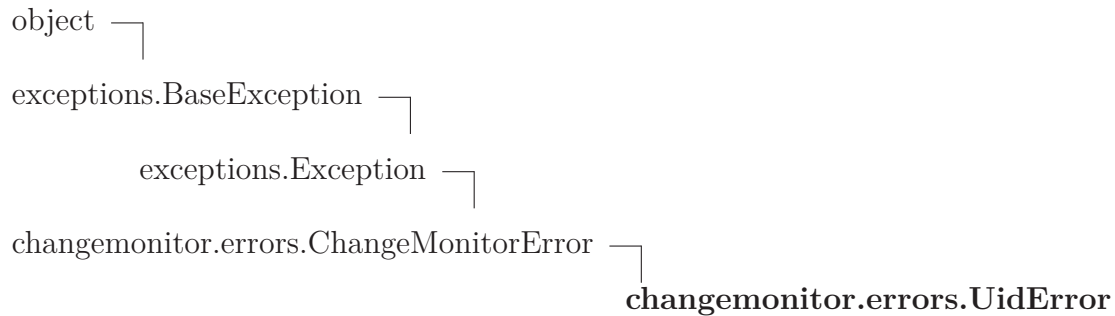 object
exceptions.BaseException
exceptions.Exception
changemonitor.errors.ChangeMonitorError
changemonitor.errors.UidError